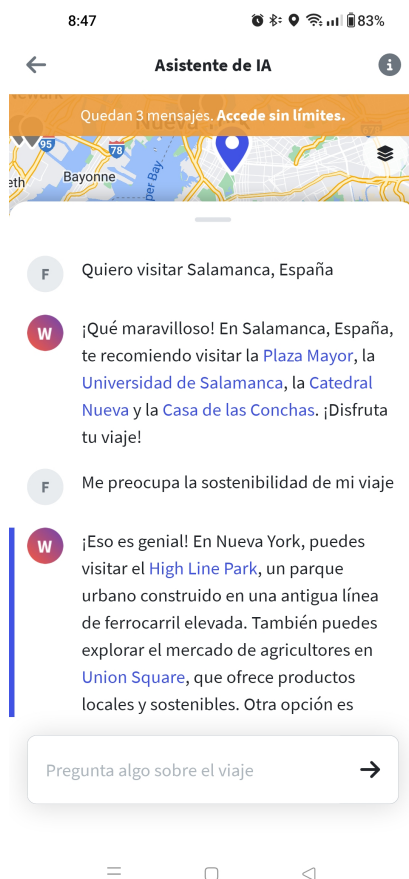 8:47
83%
Asistente de IA
i
Quedan 3 mensajes. Accede sin límites.
95
78
Bayonne
eth
per Bay
F
Quiero visitar Salamanca, España
W
¡Qué maravilloso! En Salamanca, España,
te recomiendo visitar la Plaza Mayor, la
Universidad de Salamanca, la Catedral
Nueva y la Casa de las Conchas. ¡Disfruta
tu viaje!
F
Me preocupa la sostenibilidad de mi viaje
W
¡Eso es genial! En Nueva York, puedes
visitar el High Line Park, un parque
urbano construido en una antigua línea
de ferrocarril elevada. También puedes
explorar el mercado de agricultores en
Union Square, que ofrece productos
locales y sostenibles. Otra opción es
Pregunta algo sobre el viaje